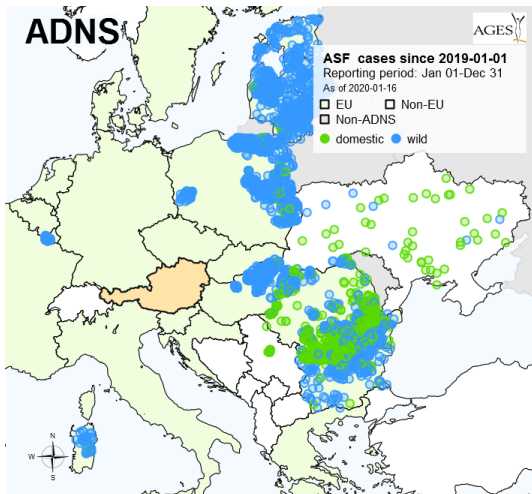 ADNS
AGES
ASF cases since 2019-01-01
Reporting period: Jan 01-Dec 31
As of 2020-01-16
EU Non-EU
Non-ADNS
domestic wild
N
W E
S